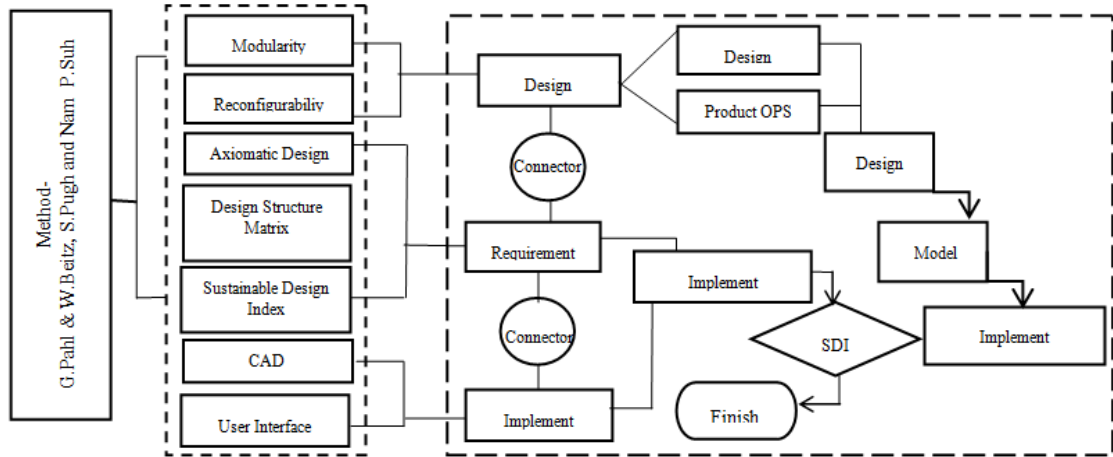 Method-
G.Pahl & W.Beitz, S.Pugh and Nam P.Suh
Modularity
Reconfigurabiliy
Axiomatic Design
Design Structure
Matrix
Sustainable Design
Index
CAD
User Interface
Design
Connector
Requirement
Connector
Implement
Design
Product OPS
Design
Model
Implement
Implement
SDI
Finish